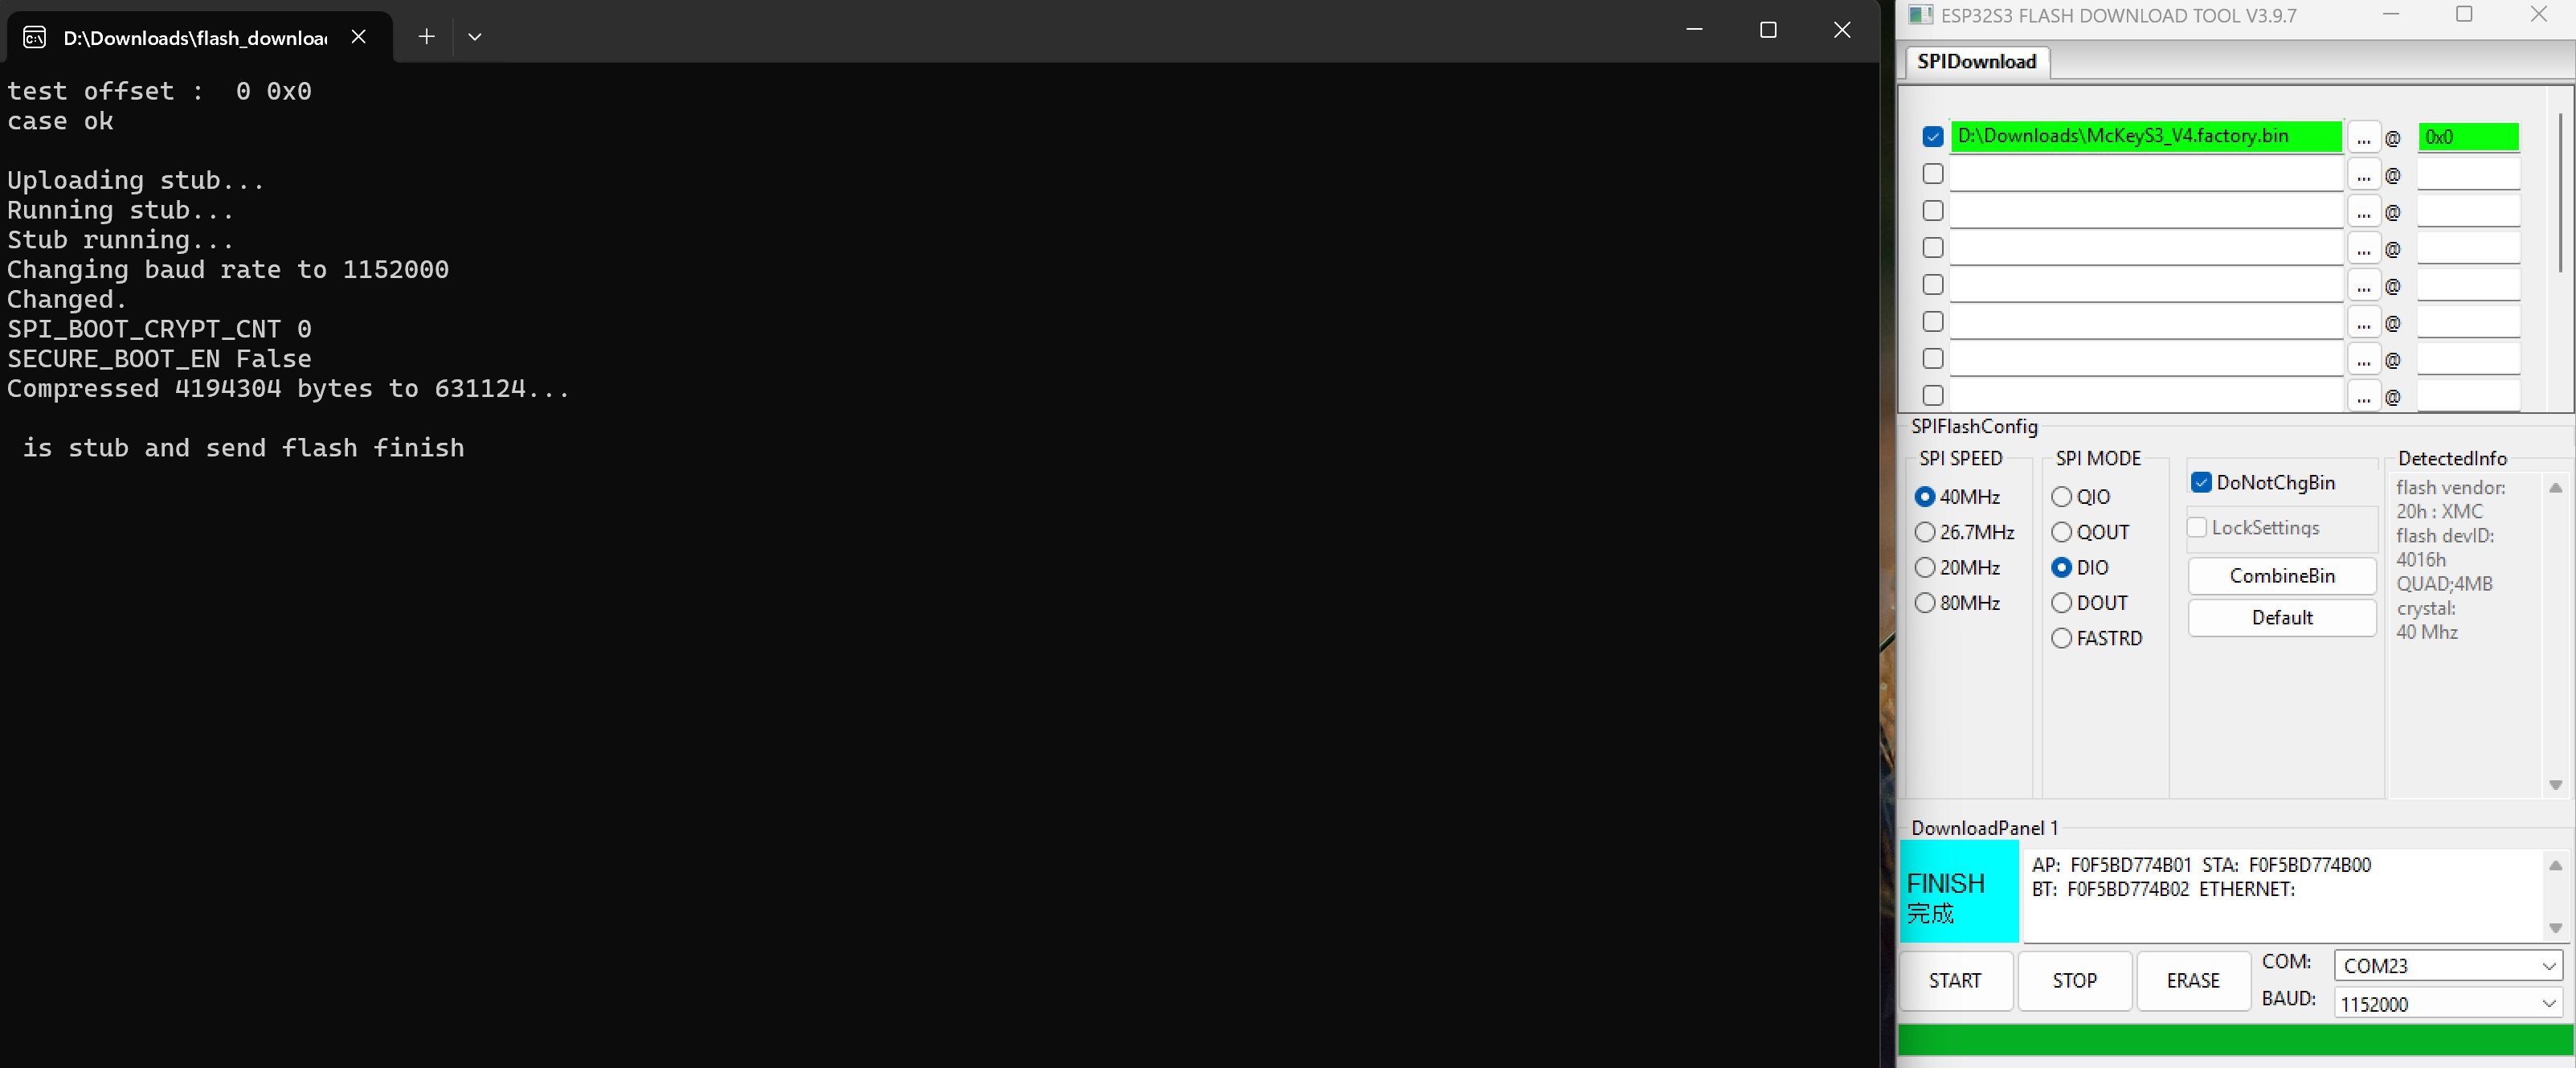 D:\Downloads\flash_downloa
test offset :  0 0x0
case ok
Uploading stub...
Running stub...
Stub running...
Changing baud rate to 1152000
Changed.
SPI_BOOT_CRYPT_CNT 0
SECURE_BOOT_EN False
Compressed 4194304 bytes to 631124...
is stub and send flash finish
ESP32S3 FLASH DOWNLOAD TOOL V3.9.7
SPIDownload
D:\Downloads\McKeyS3_V4.factory.bin ... @ 0x0
... @
... @
... @
... @
... @
... @
... @
SPIFlashConfig
SPI SPEED
40MHz
26.7MHz
20MHz
80MHz
SPI MODE
QIO
QOUT
DIO
DOUT
FASTRD
DoNotChgBin
LockSettings
CombineBin
Default
DetectedInfo
flash vendor:
20h : XMC
flash devID:
4016h
QUAD;4MB
crystal:
40 Mhz
DownloadPanel 1
FINISH
完成
AP: F0F5BD774B01 STA: F0F5BD774B00
BT: F0F5BD774B02 ETHERNET:
START
STOP
ERASE
COM: COM23
BAUD: 1152000